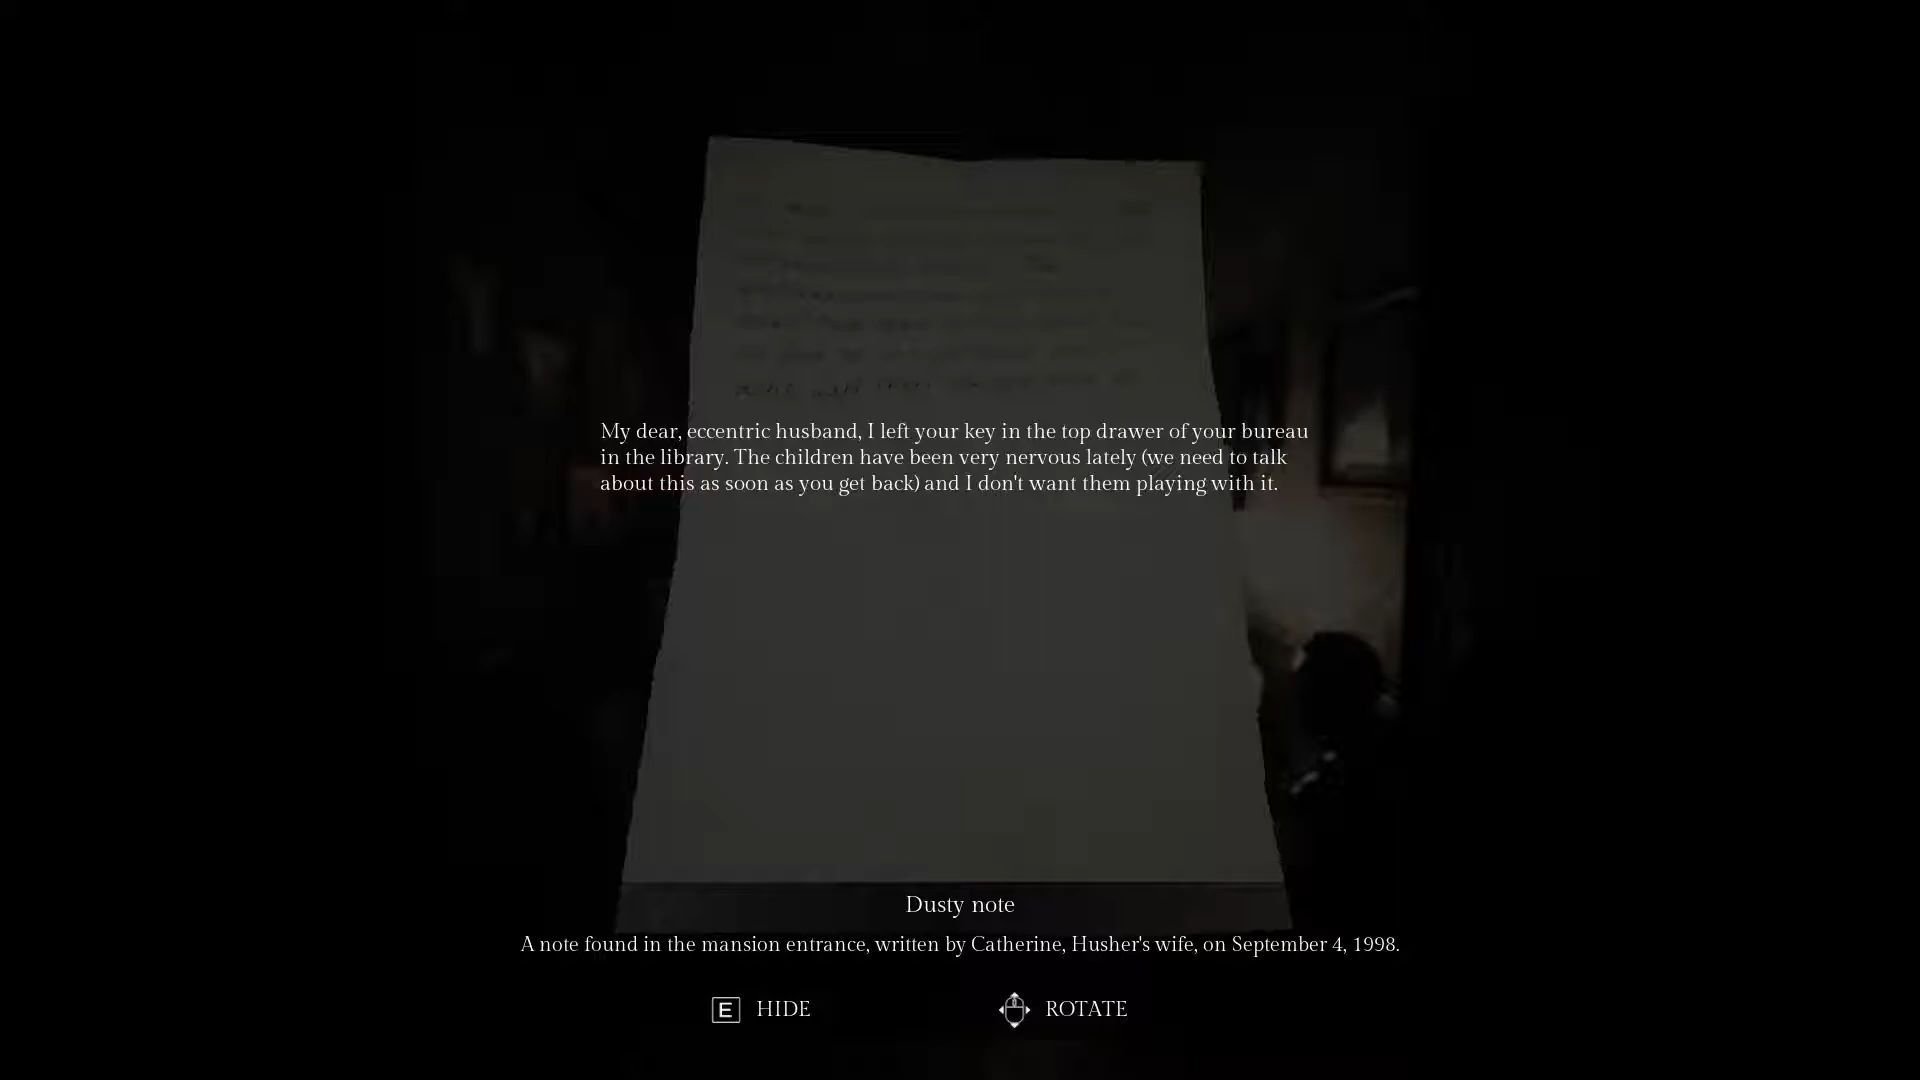 My dear, eccentric husband, I left your key in the top drawer of your bureau
in the library. The children have been very nervous lately (we need to talk
about this as soon as you get back) and I don't want them playing with it.
Dusty note
A note found in the mansion entrance, written by Catherine, Husher's wife, on September 4, 1998.
E HIDE
ROTATE